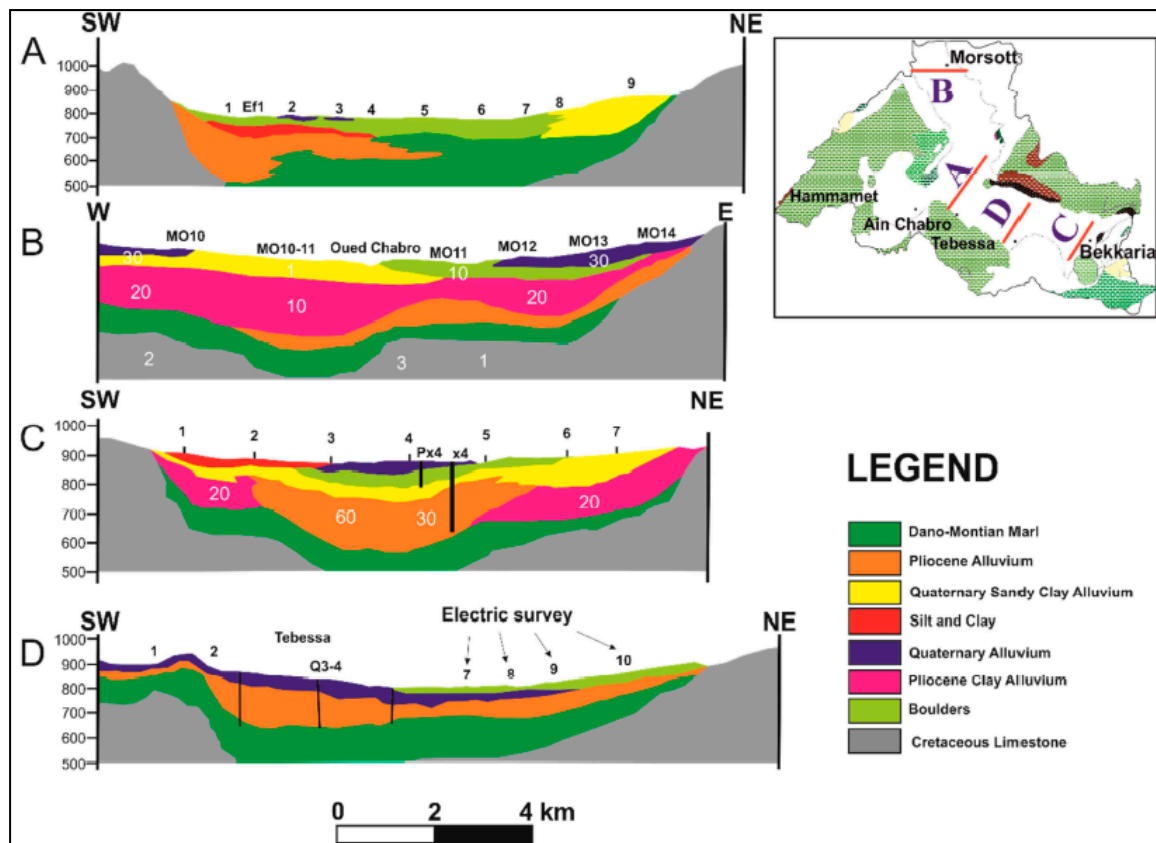 SW NE
A
1000
900
800
700
600
500
1 Ef1 2 3 4 5 6 7 8 9
Morsott
B
A
Hammamet
D
Ain Chabro
C
Tebessa
Bekkaria
W E
B
MO10 MO10-11 Oued Chabro MO11 MO12 MO13 MO14
30 1 10 30
20 10 20
2 3 1
SW NE
C
1000
900
800
700
600
500
1 2 3 4 Px4 x4 5 6 7
20 60 30 20
SW NE
D
1000
900
800
700
600
500
Electric survey
1 2 Tebessa
Q3-4
7 8 9 10
LEGEND
Dano-Montian Marl
Pliocene Alluvium
Quaternary Sandy Clay Alluvium
Silt and Clay
Quaternary Alluvium
Pliocene Clay Alluvium
Boulders
Cretaceous Limestone
0 2 4 km